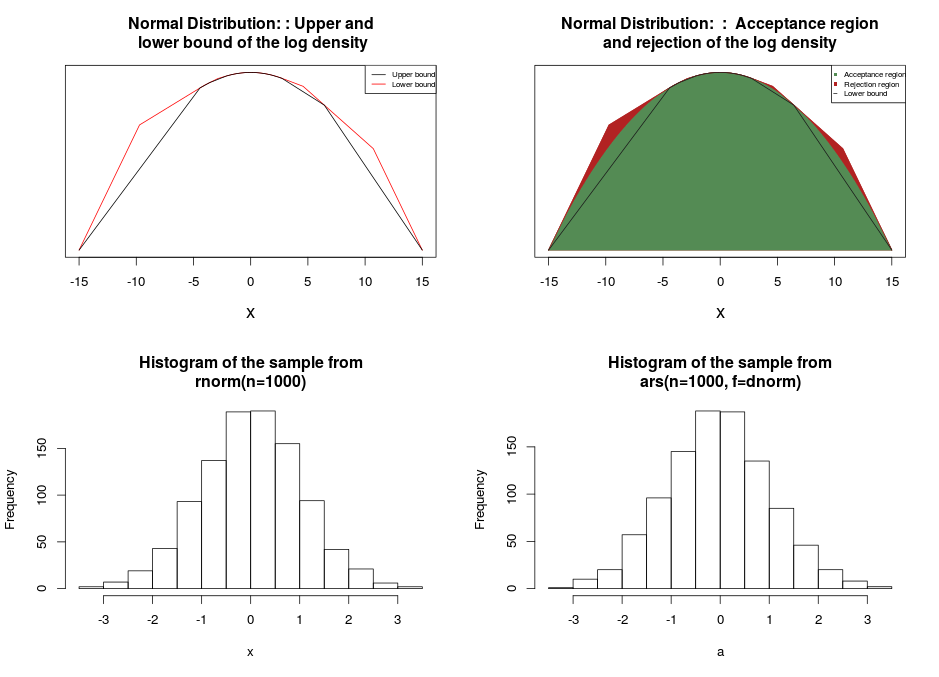 Normal Distribution: : Upper and
lower bound of the log density
Upper bound
Lower bound
-15 -10 -5 0 5 10 15
X
Normal Distribution: : Acceptance region
and rejection of the log density
Acceptance region
Rejection region
Lower bound
-15 -10 -5 0 5 10 15
X
Histogram of the sample from
rnorm(n=1000)
Frequency
150
100
50
0
-3 -2 -1 0 1 2 3
x
Histogram of the sample from
ars(n=1000, f=dnorm)
Frequency
150
100
50
0
-3 -2 -1 0 1 2 3
a